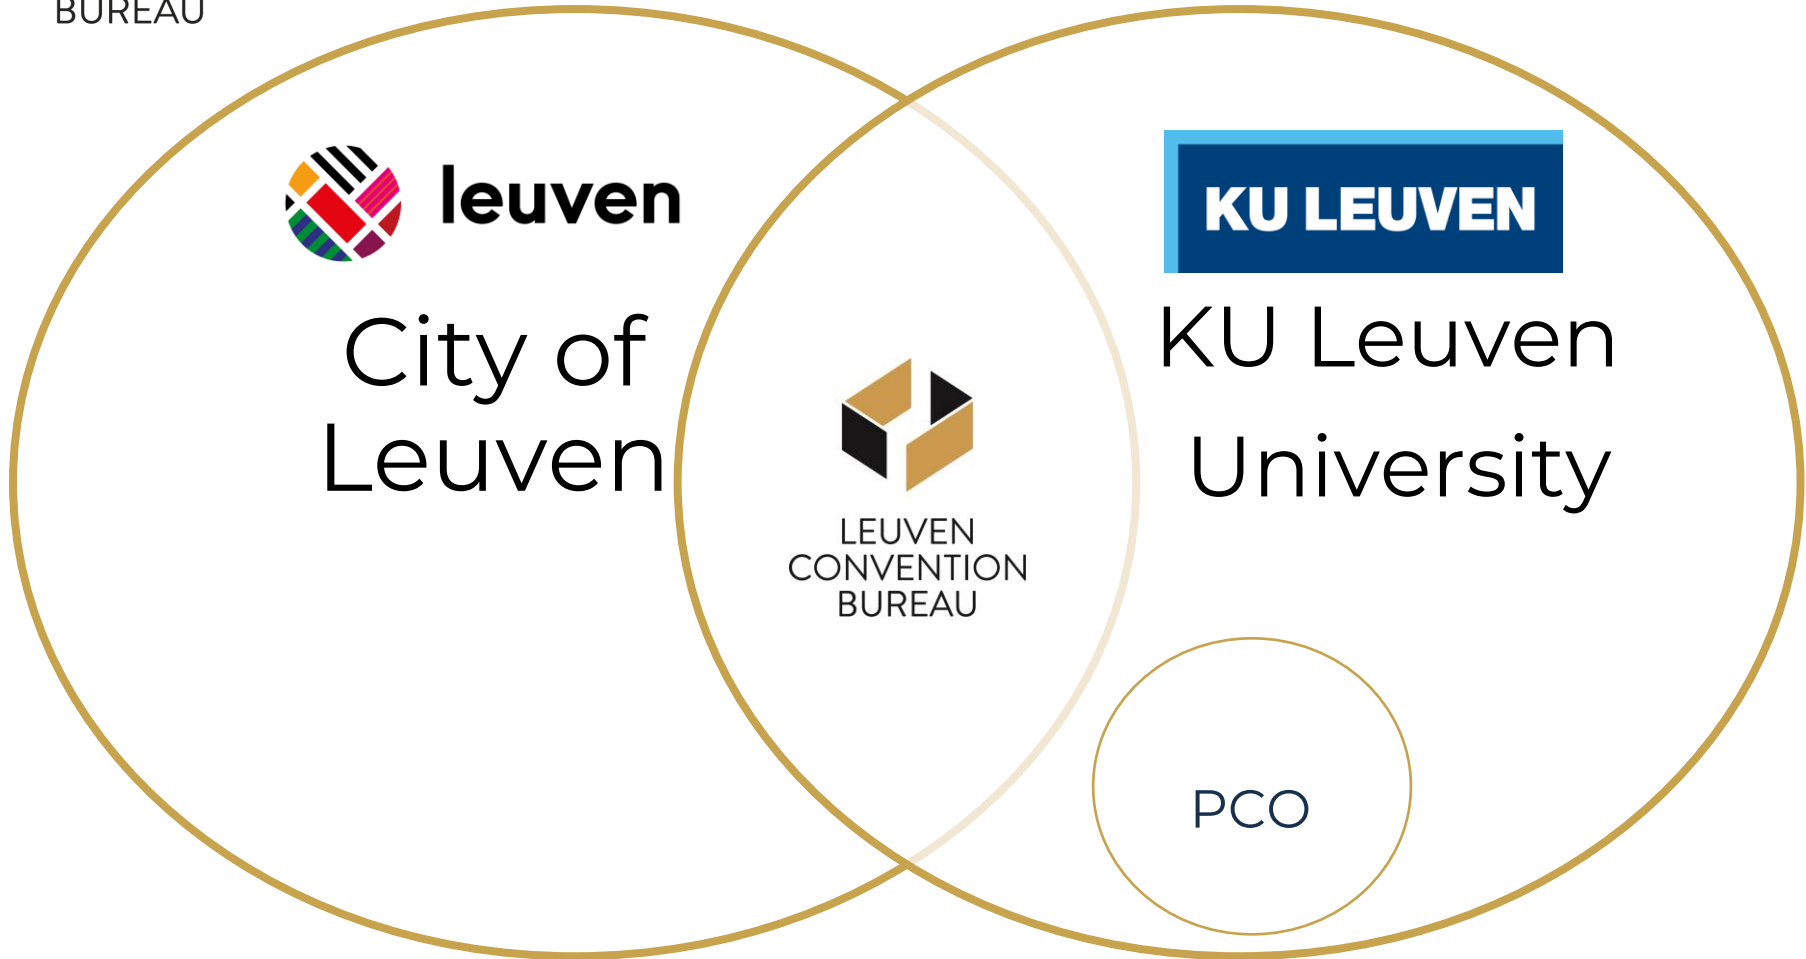 BUREAU
leuven
City of
Leuven
LEUVEN
CONVENTION
BUREAU
KU LEUVEN
KU Leuven
University
PCO